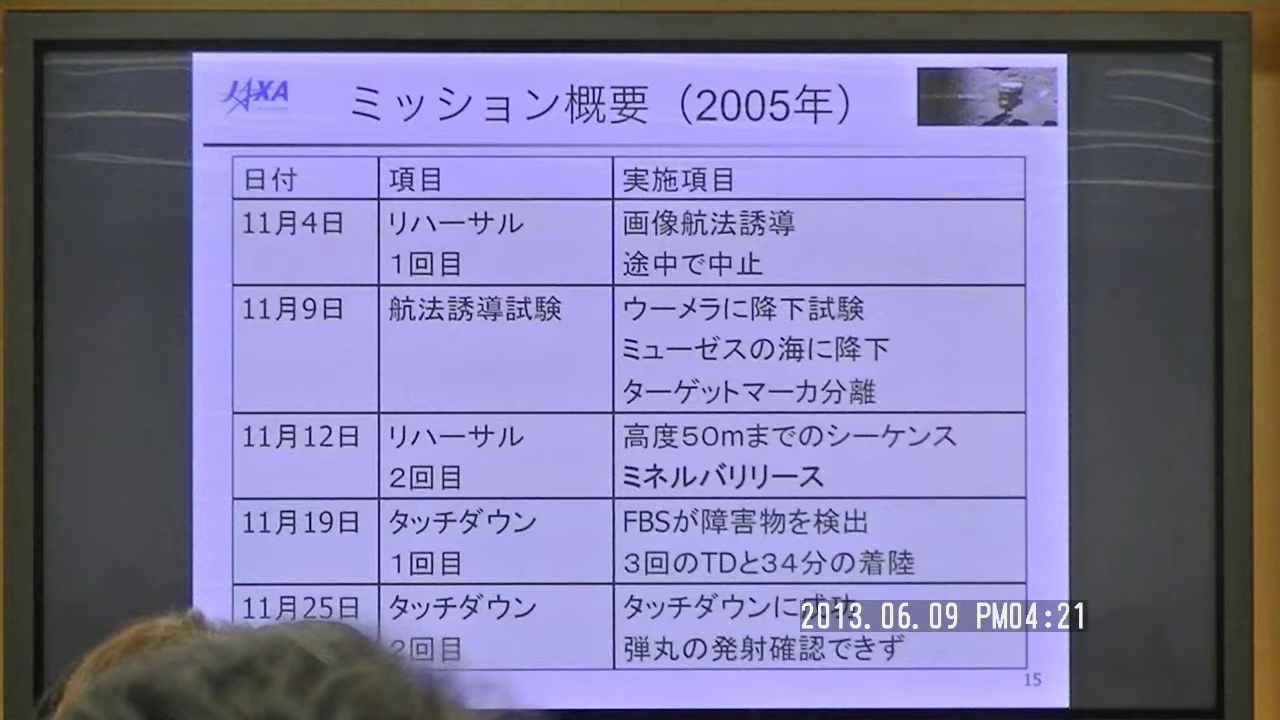 JAXA
ミッション概要（2005年）
日付 項目 実施項目
11月4日 リハーサル 画像航法誘導
1回目 途中で中止
11月9日 航法誘導試験 ウーメラに降下試験
ミューゼスの海に降下
ターゲットマーカ分離
11月12日 リハーサル 高度50mまでのシーケンス
2回目 ミネルバリリース
11月19日 タッチダウン FBSが障害物を検出
1回目 3回のTDと34分の着陸
11月25日 タッチダウン タッチダウンに成功
2回目 弾丸の発射確認できず
2013.06.09 PM04:21
15